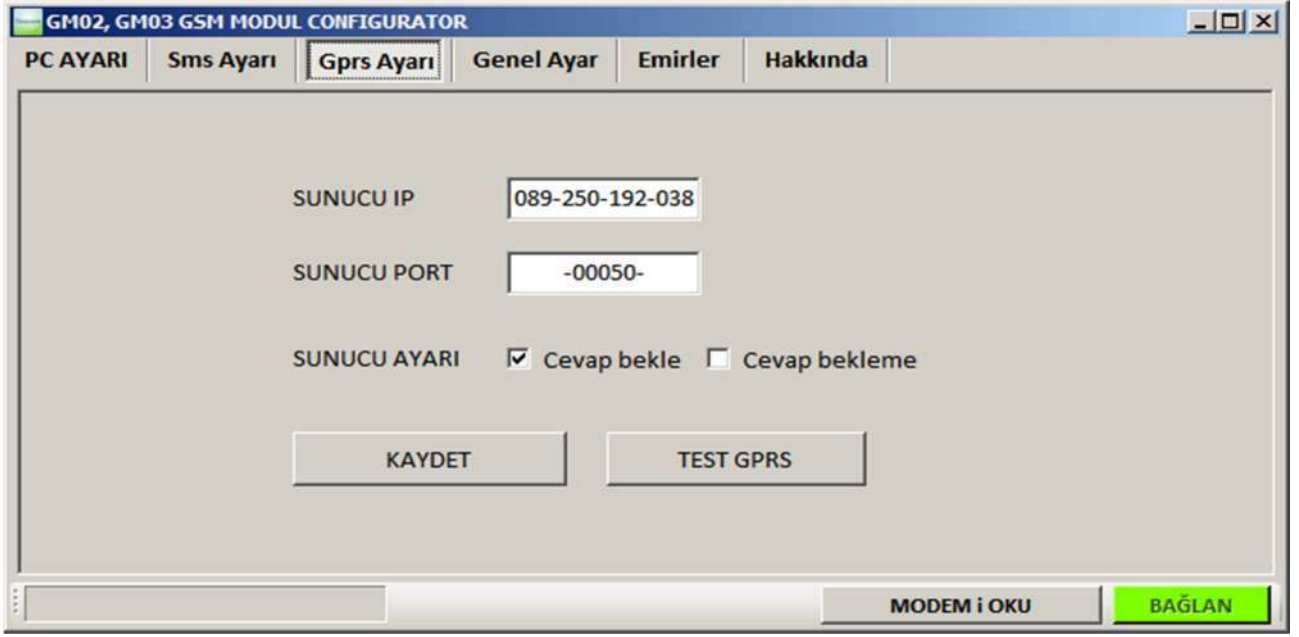 GM02, GM03 GSM MODUL CONFIGURATOR
PC AYARI Sms Ayarı Gprs Ayarı Genel Ayar Emirler Hakkında
SUNUCU IP 089-250-192-038
SUNUCU PORT -00050-
SUNUCU AYARI Cevap bekle Cevap bekleme
KAYDET TEST GPRS
MODEM i OKU BAĞLAN